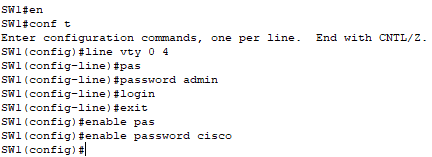 SW1#en
SW1#conf t
Enter configuration commands, one per line.  End with CNTL/Z.
SW1(config)#line vty 0 4
SW1(config-line)#pas
SW1(config-line)#password admin
SW1(config-line)#login
SW1(config-line)#exit
SW1(config)#enable pas
SW1(config)#enable password cisco
SW1(config)#